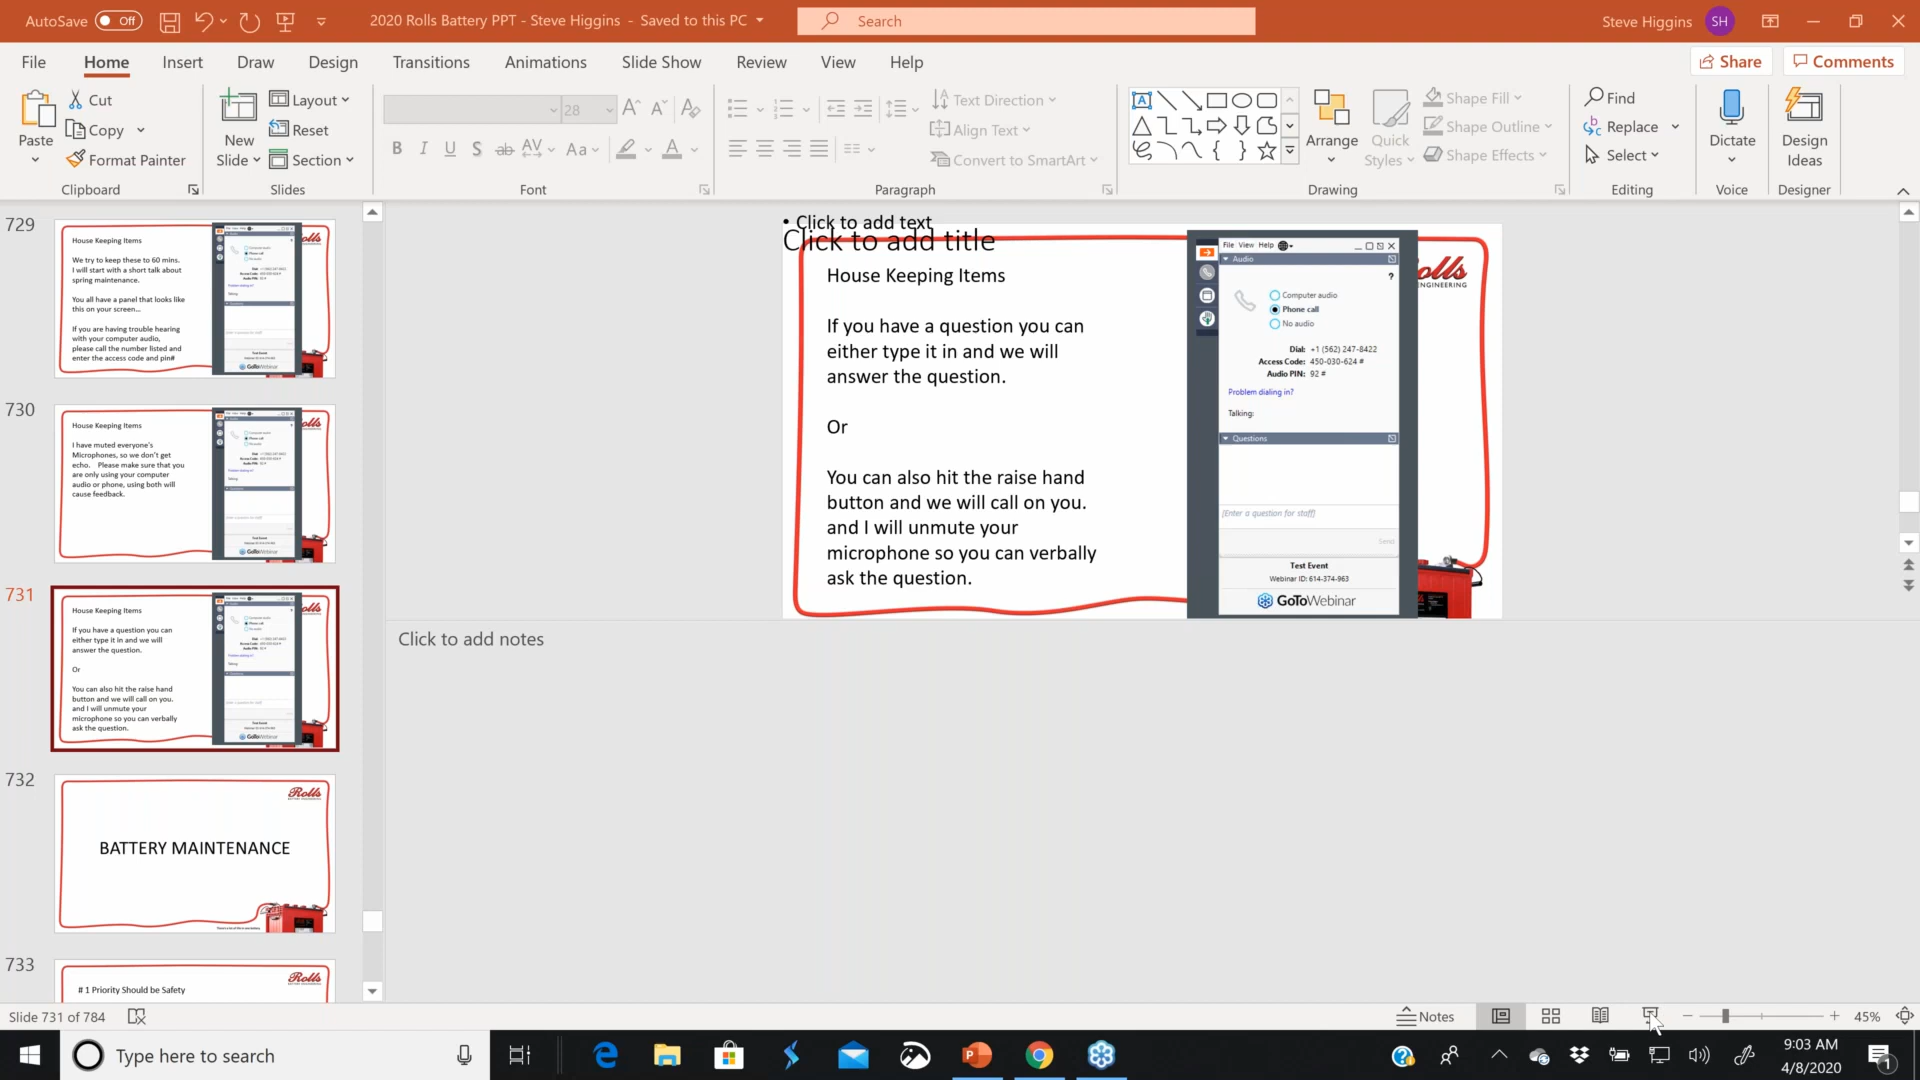 AutoSave Off
2020 Rolls Battery PPT - Steve Higgins - Saved to this PC
Search
Steve Higgins SH
File Home Insert Draw Design Transitions Animations Slide Show Review View Help
Share Comments
Paste
Cut
Copy
Format Painter
Clipboard
New
Slide
Layout
Reset
Section
Slides
28
Font
Text Direction
Align Text
Convert to SmartArt
Paragraph
Arrange
Quick
Styles
Shape Fill
Shape Outline
Shape Effects
Drawing
Find
Replace
Select
Editing
Dictate
Voice
Design
Ideas
Designer
729
House Keeping Items
We try to keep these to 60 mins.
I will start with a short talk about
spring maintenance.
You all have a panel that looks like
this on your screen...
If you are having trouble hearing
with your computer audio,
please call the number listed and
enter the access code and pin#
730
House Keeping Items
I have muted everyone's
Microphones, so we don't get
echo. Please make sure that you
are only using your computer
audio or phone, using both will
cause feedback.
731
House Keeping Items
If you have a question you can
either type it in and we will
answer the question.
Or
You can also hit the raise hand
button and we will call on you.
and I will unmute your
microphone so you can verbally
ask the question.
732
Rolls
BATTERY MAINTENANCE
733
Rolls
# 1 Priority Should be Safety
• Click to add text
Click to add title
House Keeping Items
If you have a question you can
either type it in and we will
answer the question.
Or
You can also hit the raise hand
button and we will call on you.
and I will unmute your
microphone so you can verbally
ask the question.
File View Help
Audio
?
Computer audio
Phone call
No audio
Dial: +1 (562) 247-8422
Access Code: 450-030-624 #
Audio PIN: 92 #
Problem dialing in?
Talking:
Questions
[Enter a question for staff]
Send
Test Event
Webinar ID: 614-374-963
GoToWebinar
ENGINEERING
Click to add notes
Slide 731 of 784
Notes
45%
Type here to search
9:03 AM
4/8/2020
1